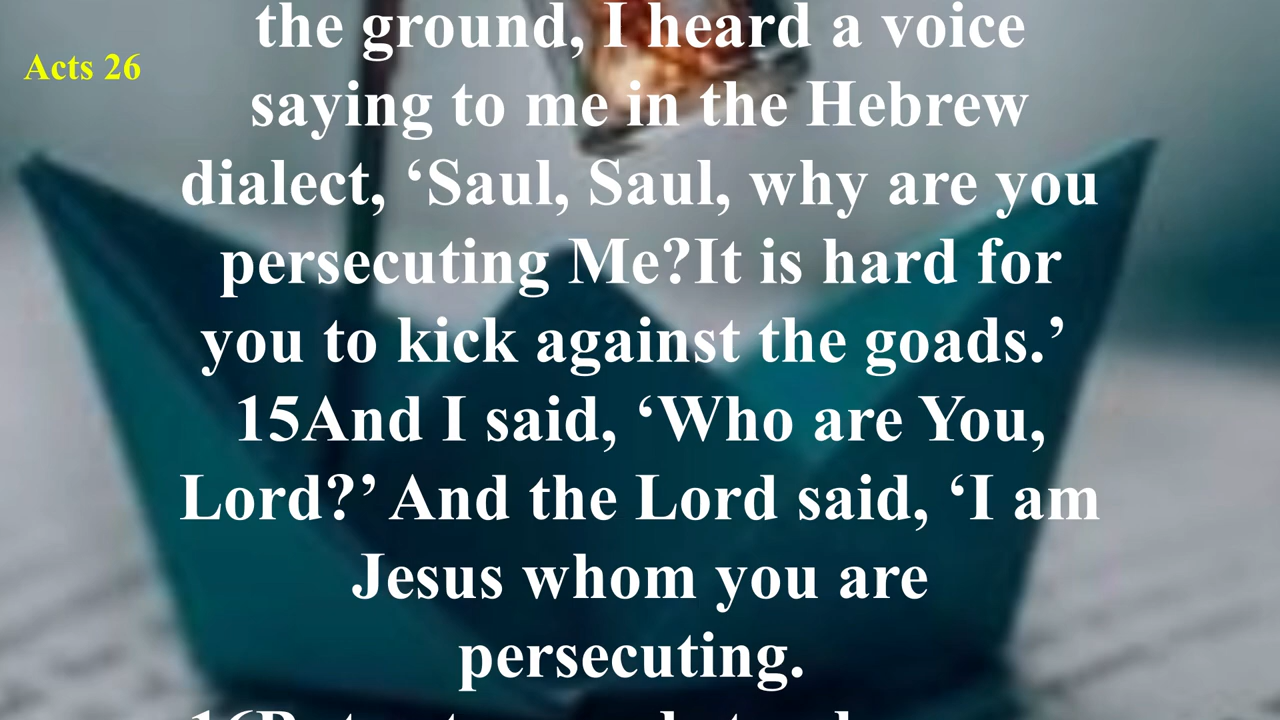 the ground, I heard a voice
Acts 26
saying to me in the Hebrew
dialect, ‘Saul, Saul, why are you
persecuting Me?It is hard for
you to kick against the goads.’
15And I said, ‘Who are You,
Lord?’ And the Lord said, ‘I am
Jesus whom you are
persecuting.